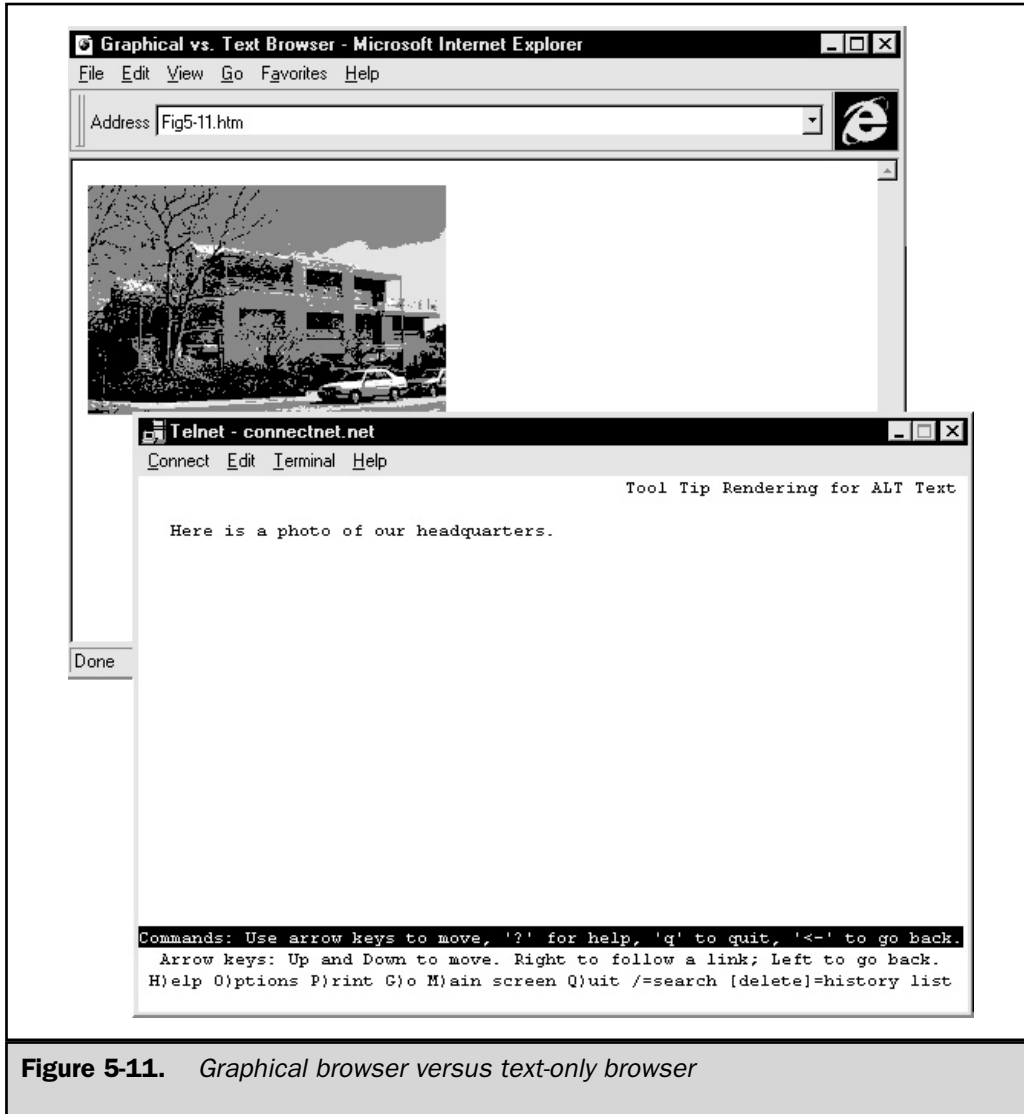 Graphical vs. Text Browser - Microsoft Internet Explorer
File Edit View Go Favorites Help
Address Fig5-11.htm
Telnet - connectnet.net
Connect Edit Terminal Help
Tool Tip Rendering for ALT Text
Here is a photo of our headquarters.
Done
Commands: Use arrow keys to move, '?' for help, 'q' to quit, '<-' to go back.
Arrow keys: Up and Down to move. Right to follow a link; Left to go back.
H)elp O)ptions P)rint G)o M)ain screen Q)uit /=search [delete]=history list
Figure 5-11. Graphical browser versus text-only browser